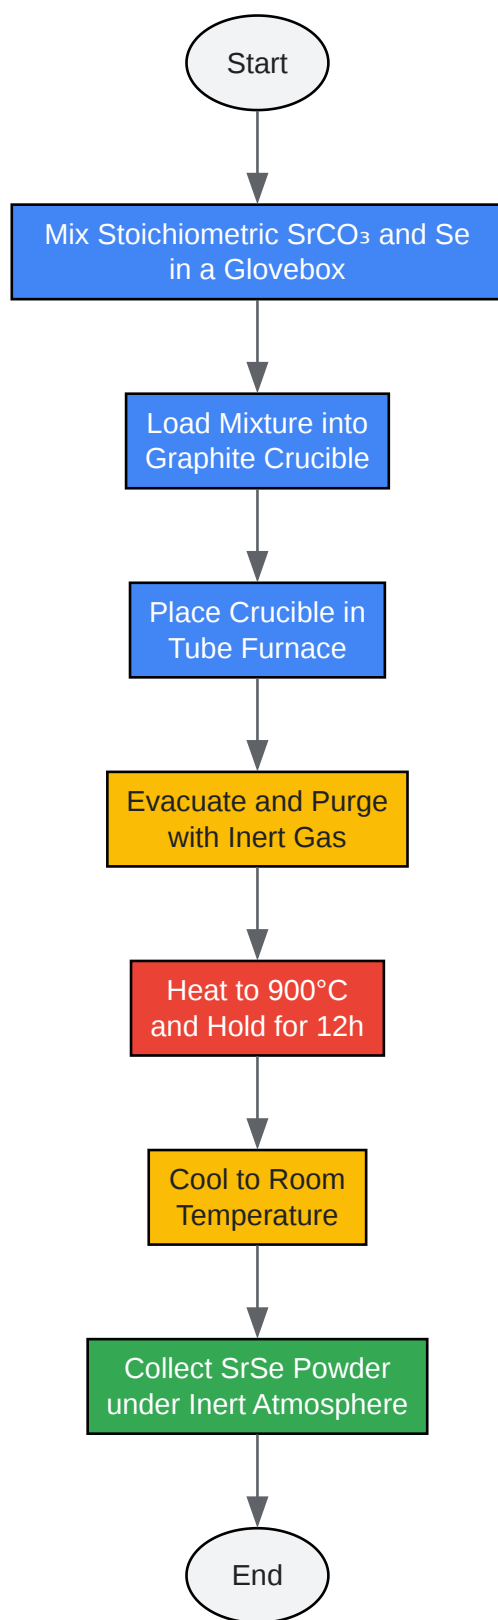 Start
Mix Stoichiometric SrCO₃ and Se
in a Glovebox
Load Mixture into
Graphite Crucible
Place Crucible in
Tube Furnace
Evacuate and Purge
with Inert Gas
Heat to 900°C
and Hold for 12h
Cool to Room
Temperature
Collect SrSe Powder
under Inert Atmosphere
End